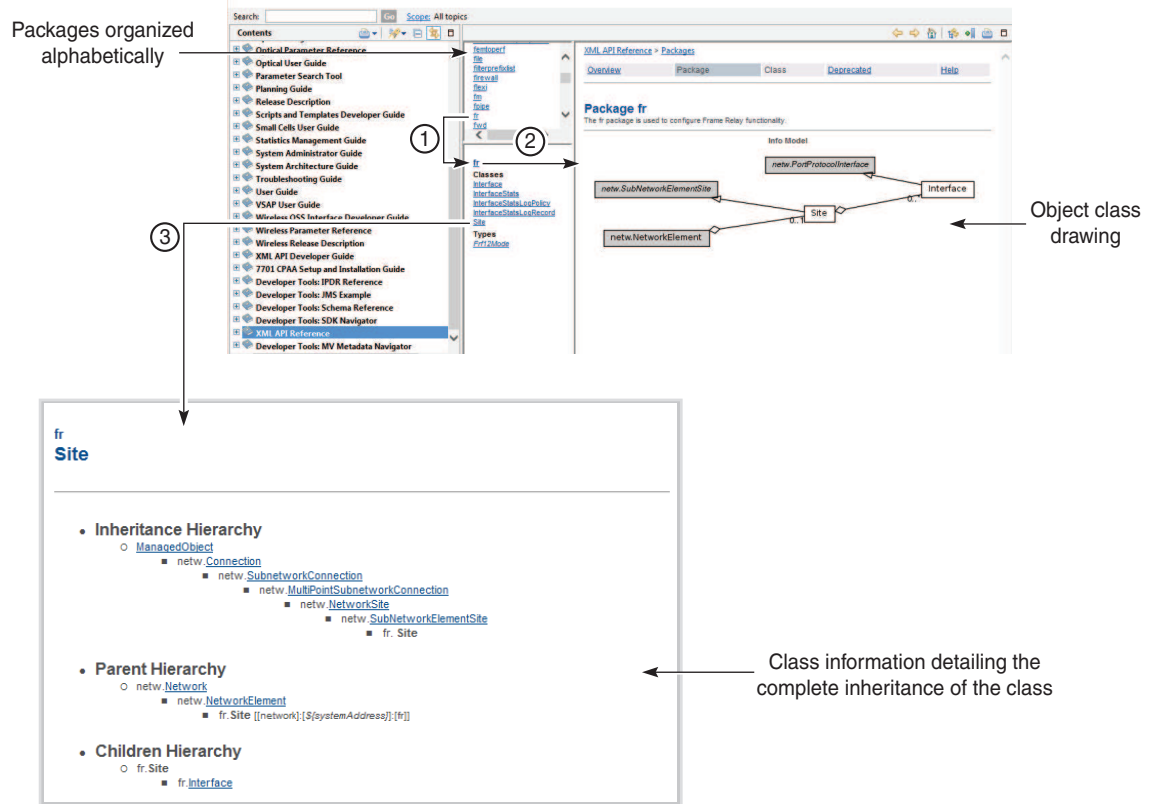 Search:
Go
Scope: All topics
Packages organized
alphabetically
Contents
Optical Parameter Reference
Optical User Guide
Parameter Search Tool
Planning Guide
Release Description
Scripts and Templates Developer Guide
Small Cells User Guide
Statistics Management Guide
System Administrator Guide
System Architecture Guide
Troubleshooting Guide
User Guide
VSAP User Guide
Wireless OSS Interface Developer Guide
Wireless Parameter Reference
Wireless Release Description
XML API Developer Guide
7701 CPAA Setup and Installation Guide
Developer Tools: IPDR Reference
Developer Tools: JMS Example
Developer Tools: Schema Reference
Developer Tools: SDK Navigator
XML API Reference
Developer Tools: MV Metadata Navigator
femtoperf
file
filterprefixlist
firewall
flexi
fm
fpipe
fr
fwd
1
2
3
fr
Classes
Interface
InterfaceStats
InterfaceStatsLogPolicy
InterfaceStatsLogRecord
Site
Types
Frf12Mode
XML API Reference > Packages
Overview
Package
Class
Deprecated
Help
Package fr
The fr package is used to configure Frame Relay functionality.
Info Model
netw.PortProtocolInterface
netw.SubNetworkElementSite
Interface
0..
Site
0..1
netw.NetworkElement
Object class
drawing
fr
Site
• Inheritance Hierarchy
ManagedObject
netw.Connection
netw.SubnetworkConnection
netw.MultiPointSubnetworkConnection
netw.NetworkSite
netw.SubNetworkElementSite
fr. Site
• Parent Hierarchy
netw.Network
netw.NetworkElement
fr.Site [[network]:[${systemAddress}]:[fr]]
• Children Hierarchy
fr.Site
fr.Interface
Class information detailing the
complete inheritance of the class